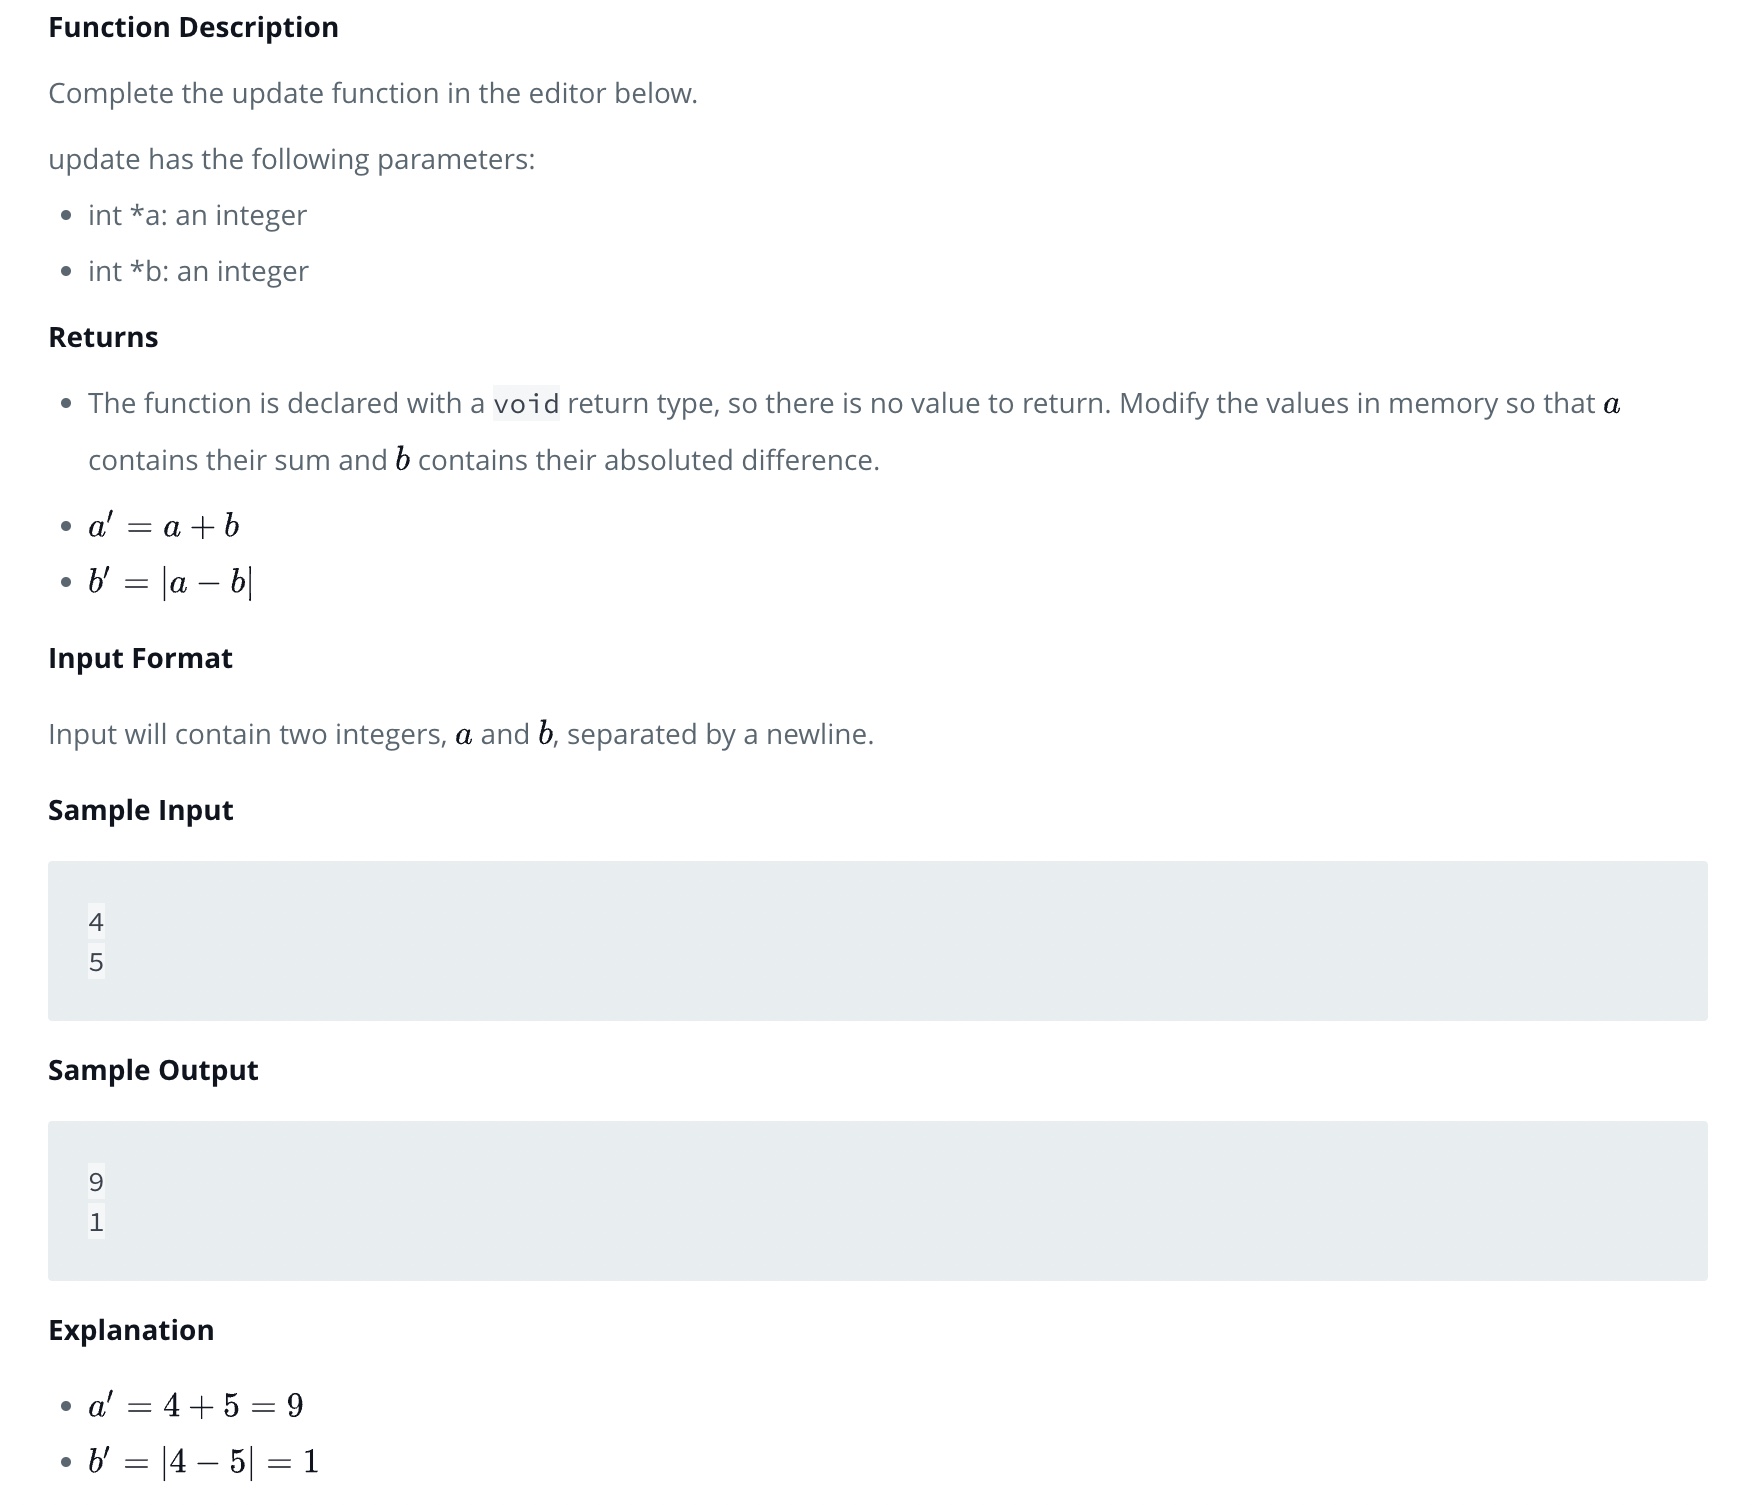 Function Description
Complete the update function in the editor below.
update has the following parameters:
• int *a: an integer
• int *b: an integer
Returns
• The function is declared with a void return type, so there is no value to return. Modify the values in memory so that a
contains their sum and b contains their absoluted difference.
• a′ = a + b
• b′ = |a − b|
Input Format
Input will contain two integers, a and b, separated by a newline.
Sample Input
4
5
Sample Output
9
1
Explanation
• a′ = 4 + 5 = 9
• b′ = |4 − 5| = 1